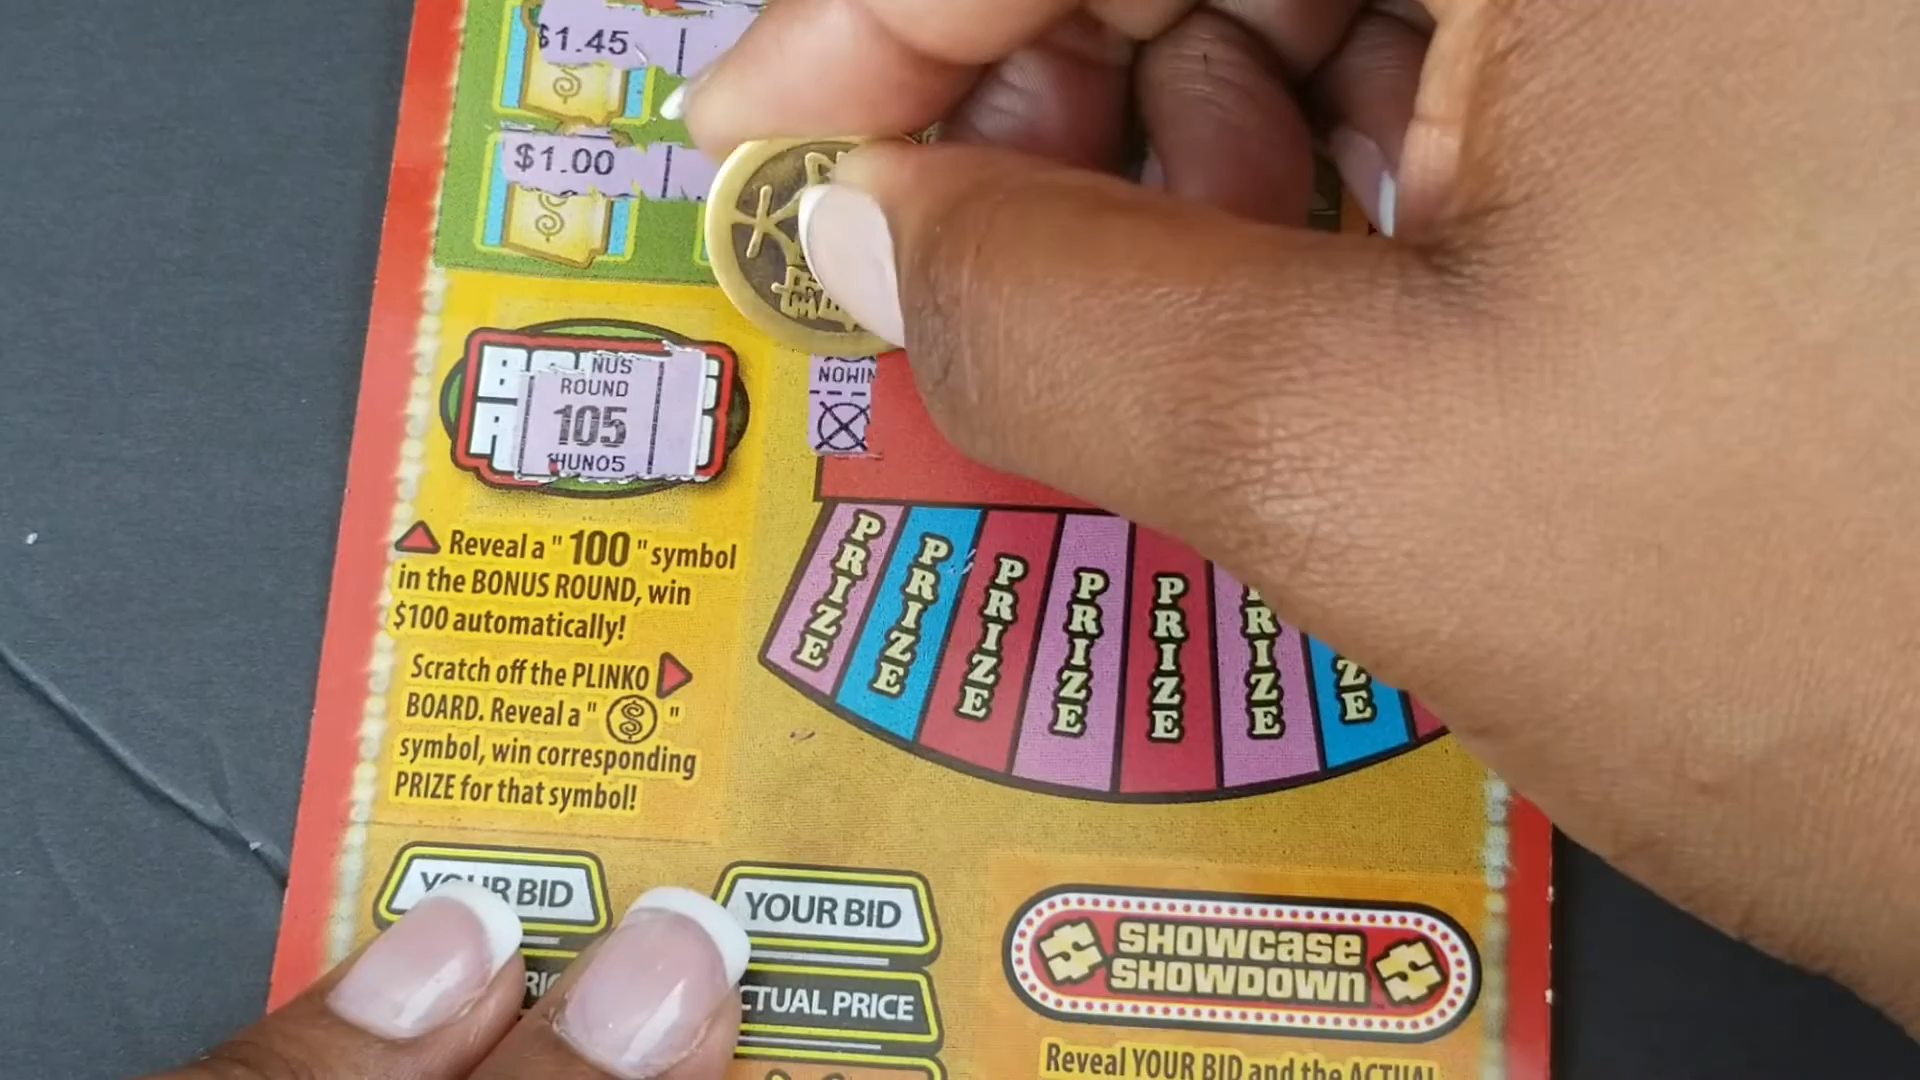 $1.45
$1.00
NUS
ROUND
105
HUN05
NOWIN
Reveal a "100" symbol
in the BONUS ROUND, win
$100 automatically!
Scratch off the PLINKO
BOARD. Reveal a " $ "
symbol, win corresponding
PRIZE for that symbol!
PRIZE
PRIZE
PRIZE
PRIZE
PRIZE
PRIZE
ZE
YOUR BID
YOUR BID
CTUAL PRICE
SHOWCASE
SHOWDOWN
Reveal YOUR BID and the ACTUAL